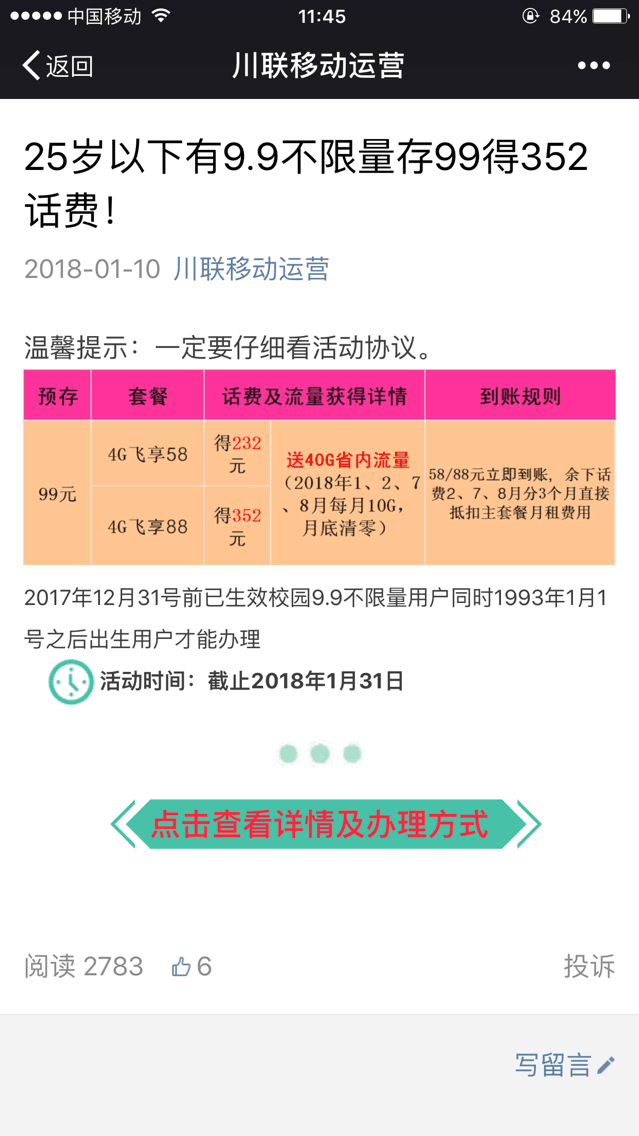 中国移动 11:45 84%
返回 川联移动运营
25岁以下有9.9不限量存99得352
话费！
2018-01-10 川联移动运营
温馨提示：一定要仔细看活动协议。
预存 套餐 话费及流量获得详情 到账规则
99元
4G飞享58
得232
元
4G飞享88
得352
元
送40G省内流量
（2018年1、2、7
、8月每月10G，
月底清零）
58/88元立即到账，余下话
费2、7、8月分3个月直接
抵扣主套餐月租费用
2017年12月31号前已生效校园9.9不限量用户同时1993年1月1
号之后出生用户才能办理
活动时间：截止2018年1月31日
点击查看详情及办理方式
阅读 2783 6 投诉
写留言